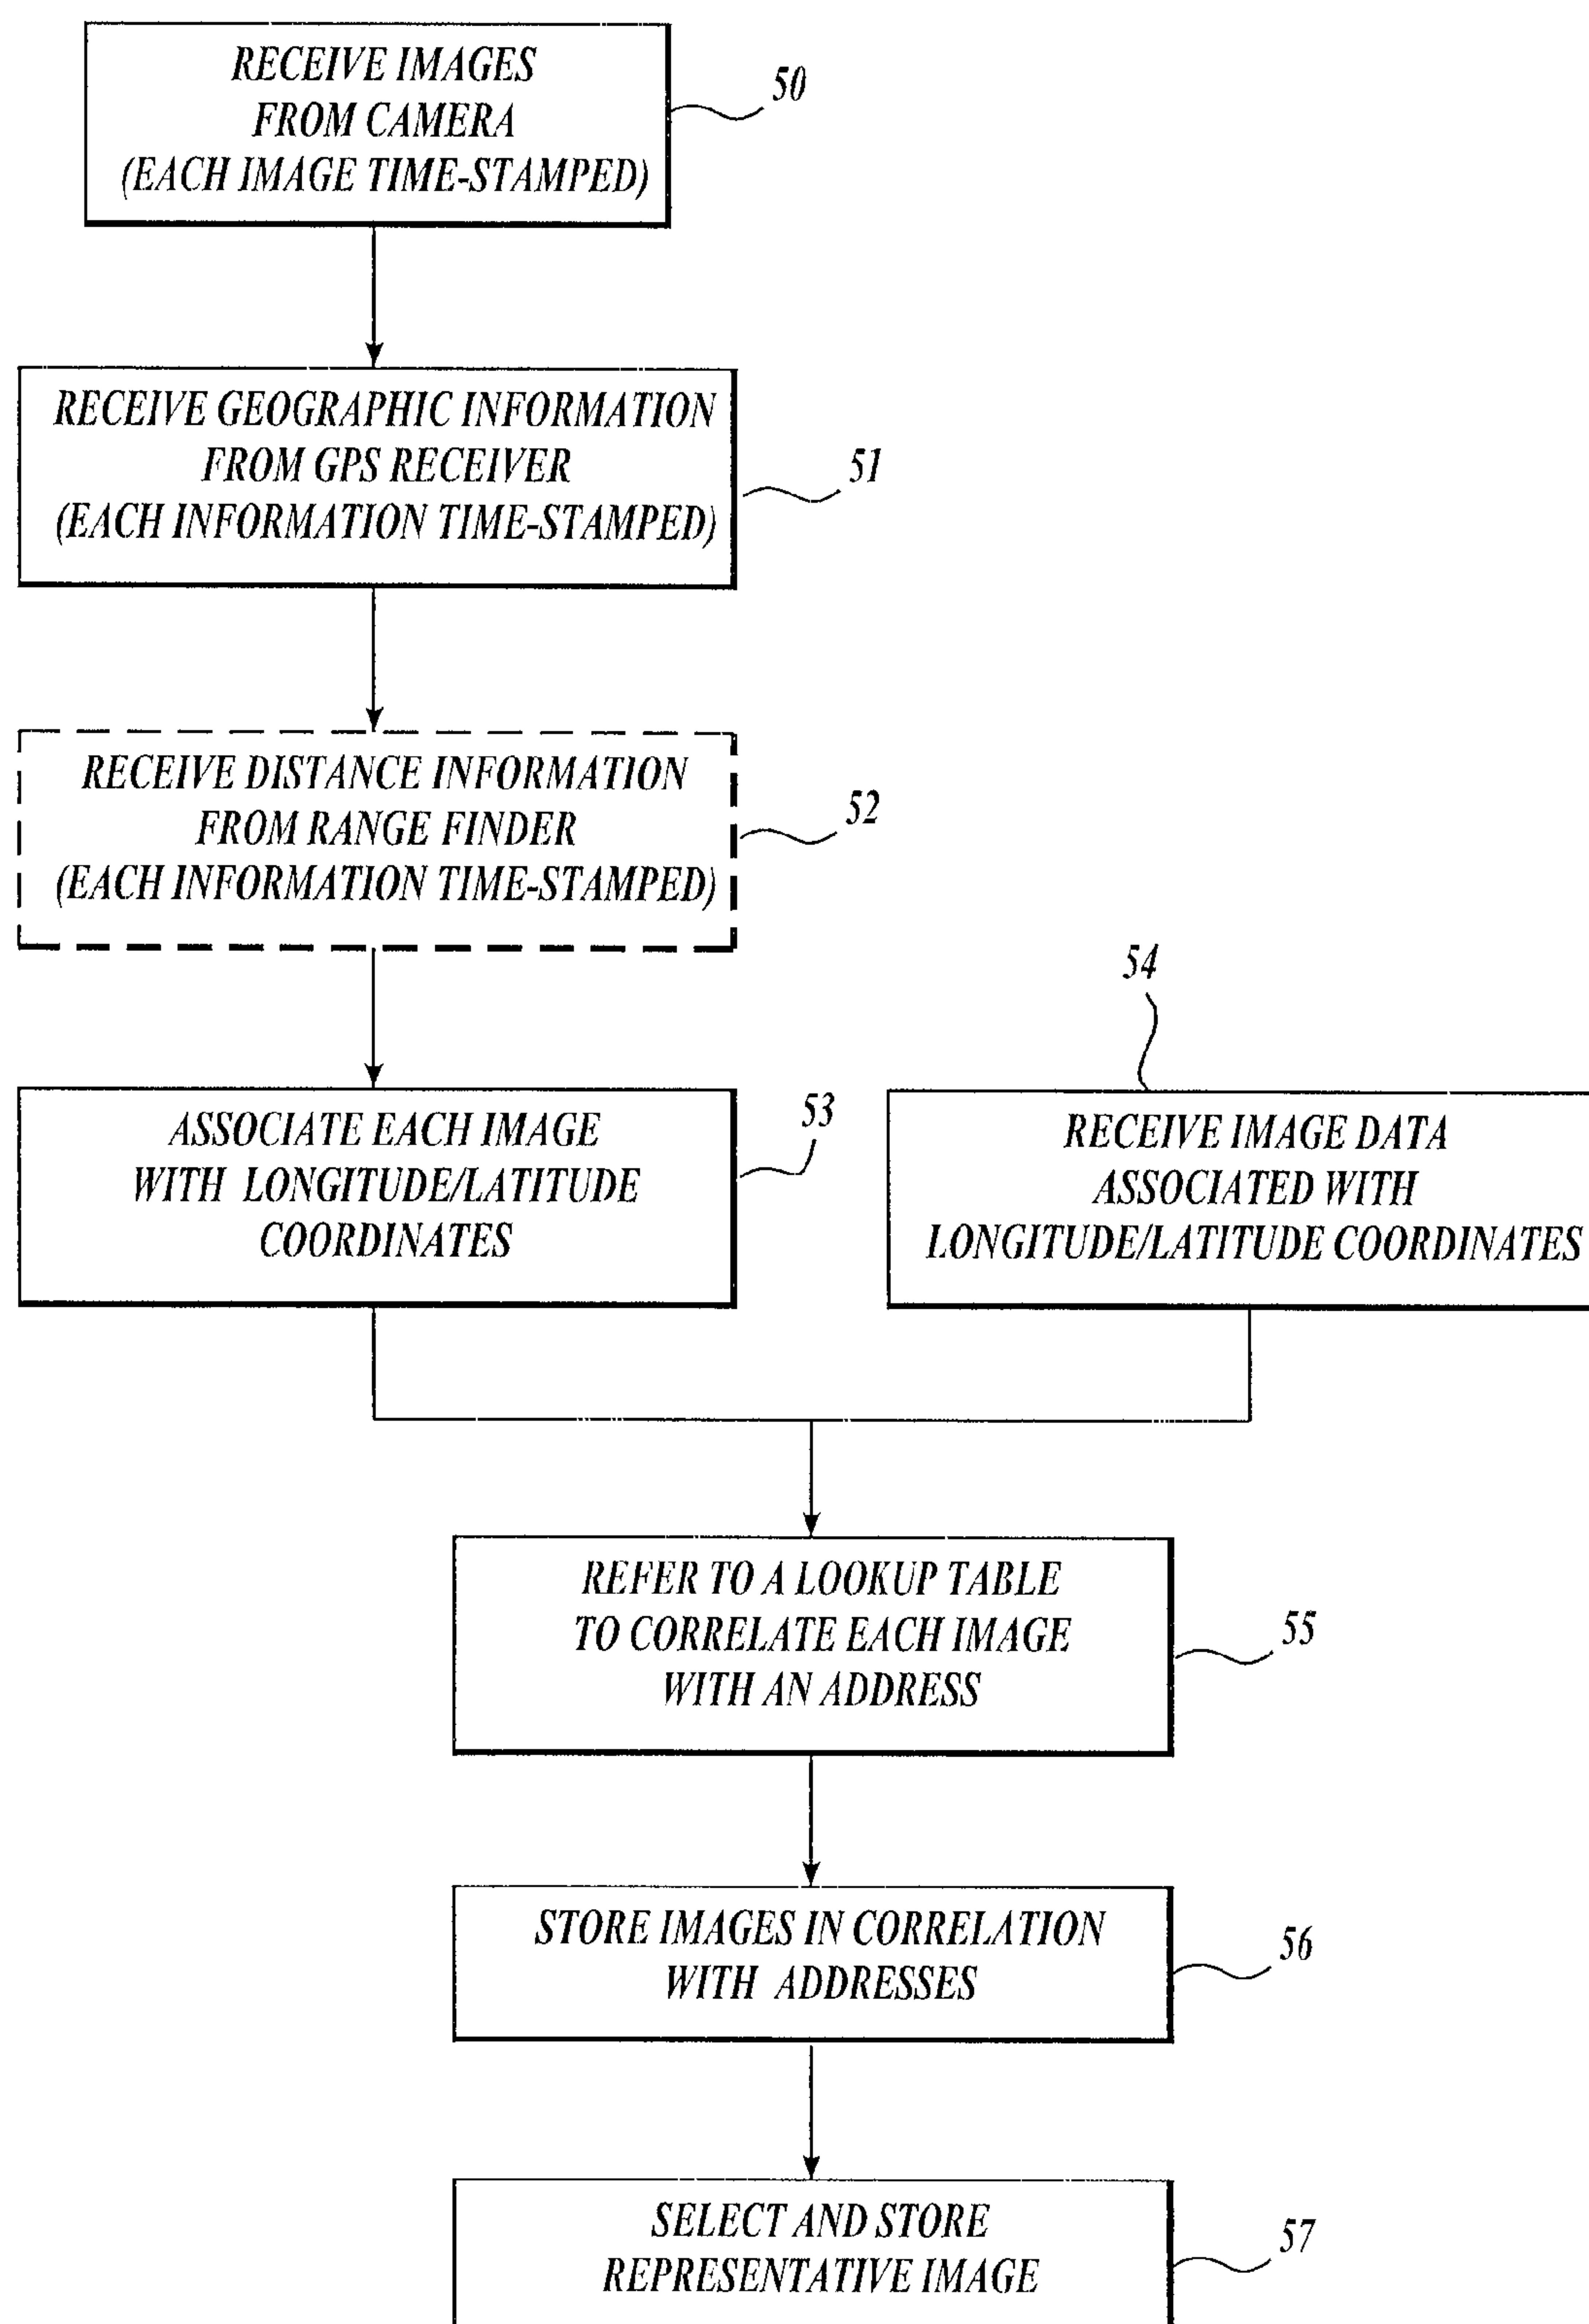 RECEIVE IMAGES
FROM CAMERA
(EACH IMAGE TIME-STAMPED)
50
RECEIVE GEOGRAPHIC INFORMATION
FROM GPS RECEIVER
(EACH INFORMATION TIME-STAMPED)
51
RECEIVE DISTANCE INFORMATION
FROM RANGE FINDER
(EACH INFORMATION TIME-STAMPED)
52
ASSOCIATE EACH IMAGE
WITH LONGITUDE/LATITUDE
COORDINATES
53
54
RECEIVE IMAGE DATA
ASSOCIATED WITH
LONGITUDE/LATITUDE COORDINATES
REFER TO A LOOKUP TABLE
TO CORRELATE EACH IMAGE
WITH AN ADDRESS
55
STORE IMAGES IN CORRELATION
WITH ADDRESSES
56
SELECT AND STORE
REPRESENTATIVE IMAGE
57